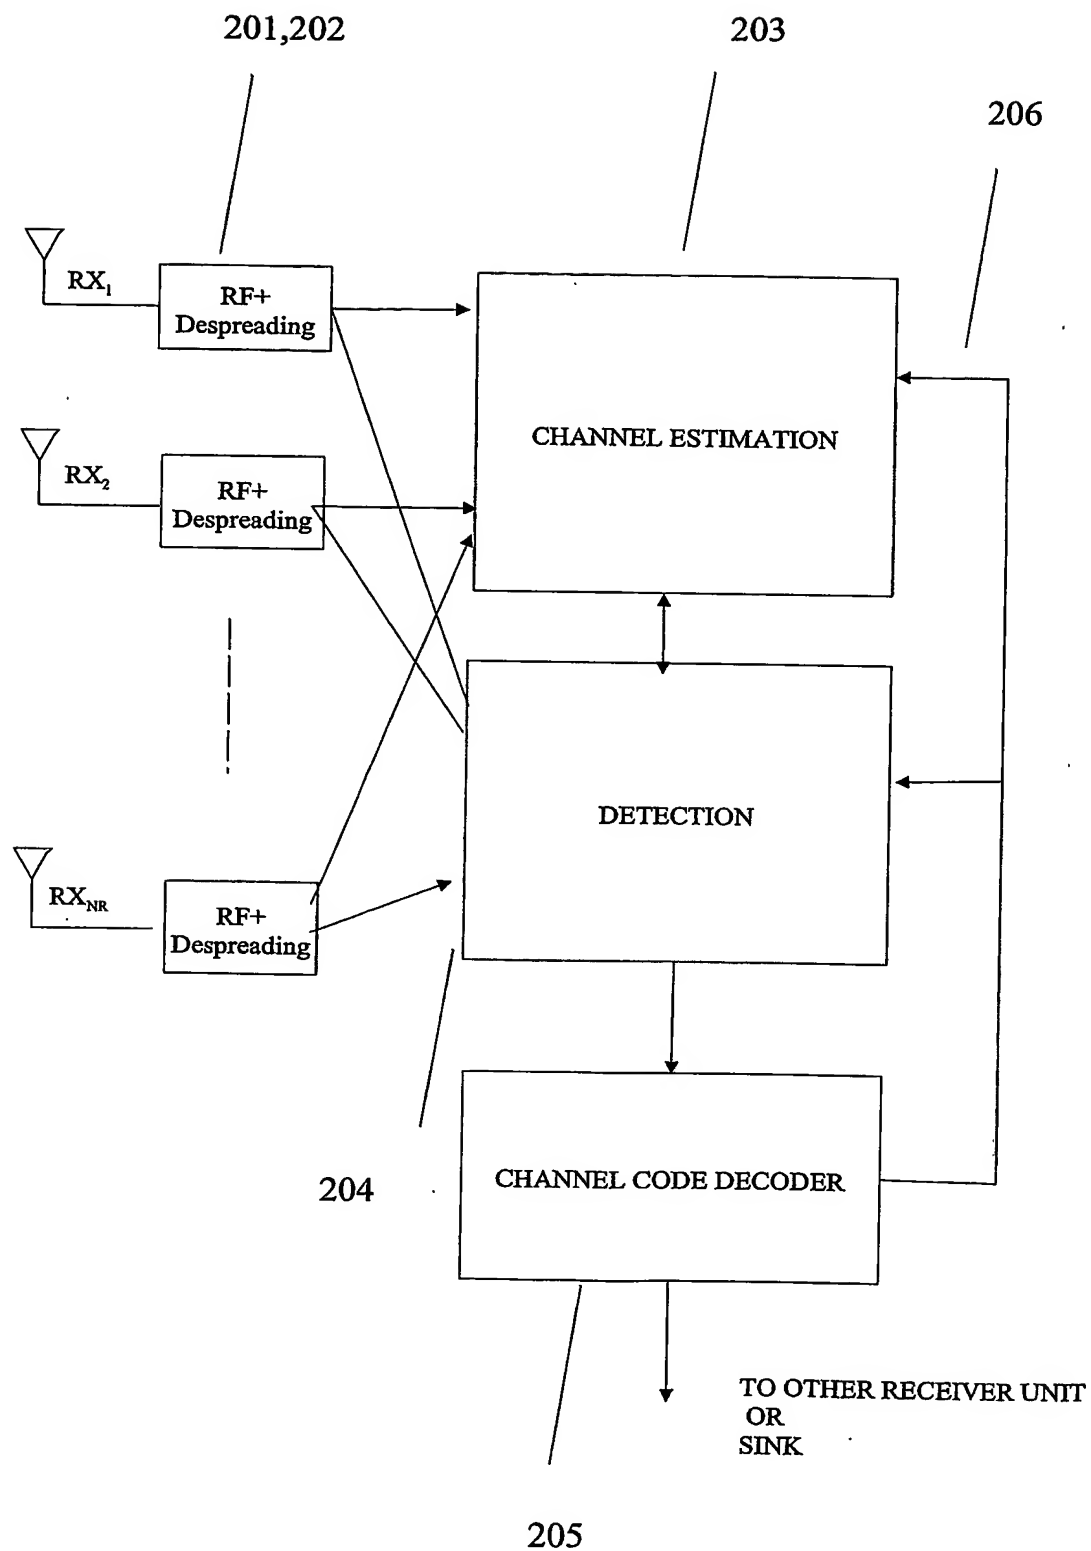 201,202
203
206
RX1
RF+
Despreading
CHANNEL ESTIMATION
RX2
RF+
Despreading
DETECTION
RXNR
RF+
Despreading
204
CHANNEL CODE DECODER
TO OTHER RECEIVER UNIT
OR
SINK
205